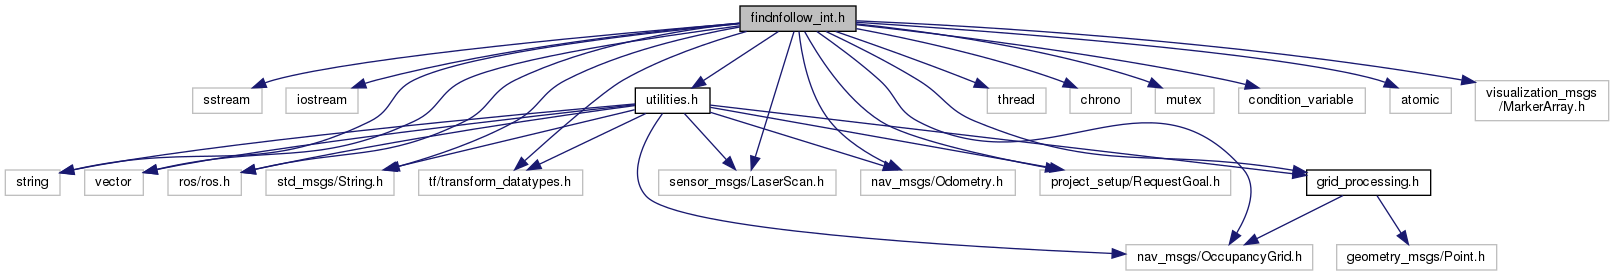 findnfollow_int.h
sstream
iostream
utilities.h
thread
chrono
mutex
condition_variable
atomic
visualization_msgs
/MarkerArray.h
string
vector
ros/ros.h
std_msgs/String.h
tf/transform_datatypes.h
sensor_msgs/LaserScan.h
nav_msgs/Odometry.h
project_setup/RequestGoal.h
grid_processing.h
nav_msgs/OccupancyGrid.h
geometry_msgs/Point.h